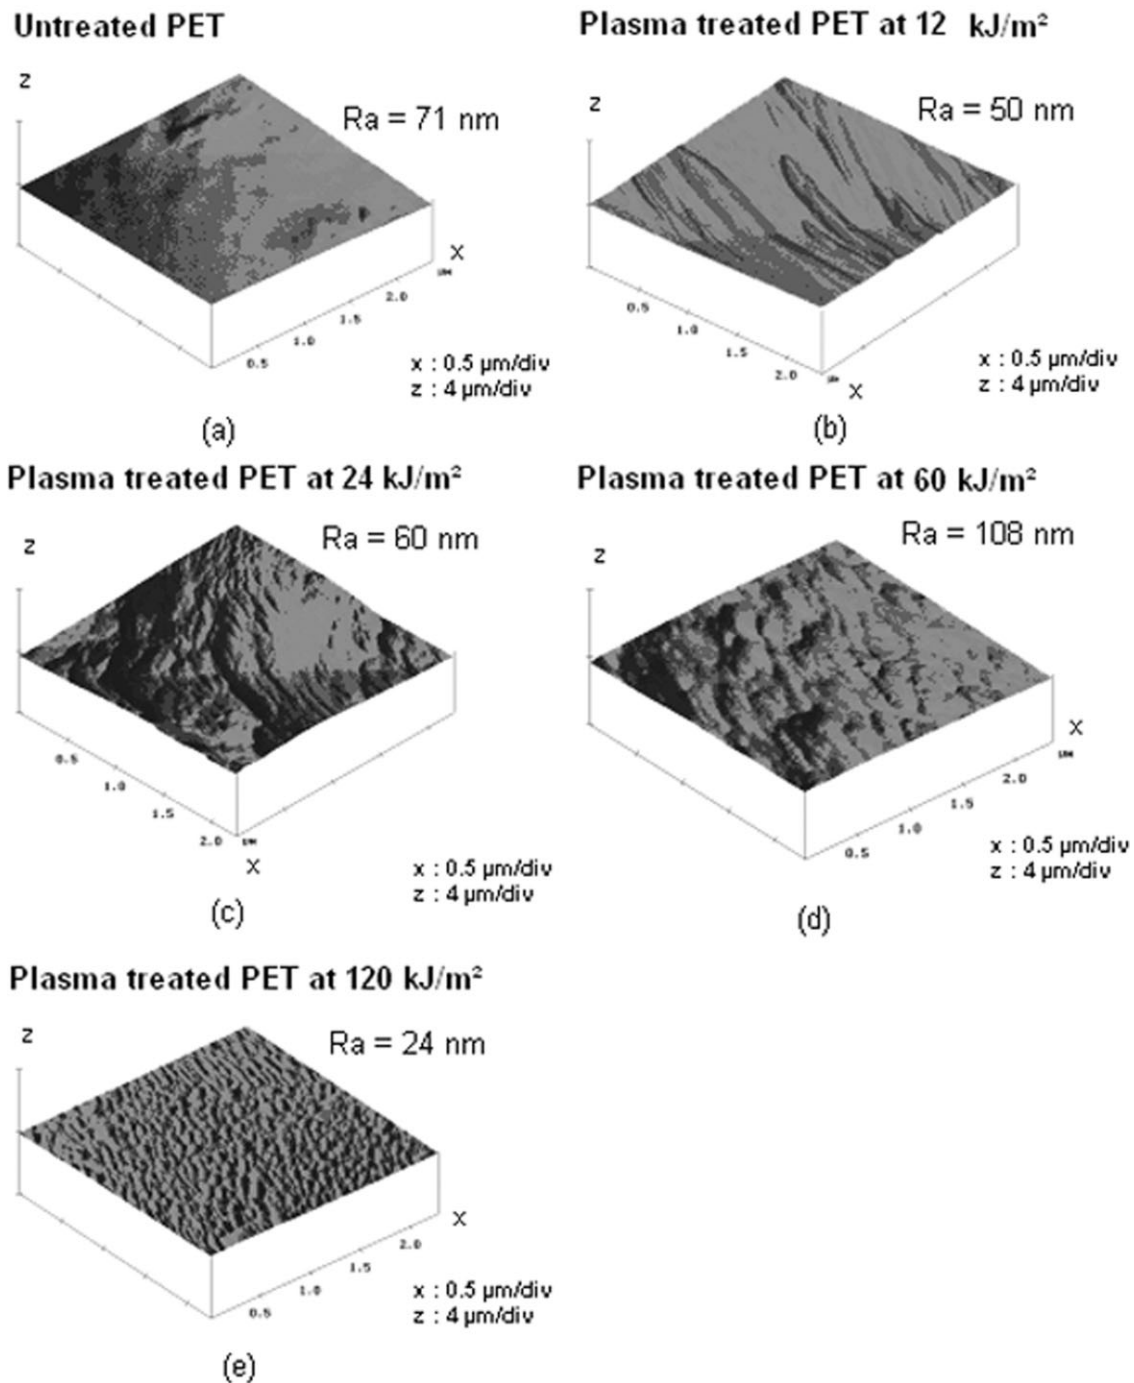 Untreated PET
z
Ra = 71 nm
x
µm
0.5
1.0
1.5
2.0
x : 0.5 µm/div
z : 4 µm/div
(a)
Plasma treated PET at 12 kJ/m²
z
Ra = 50 nm
0.5
1.0
1.5
2.0
x
x : 0.5 µm/div
z : 4 µm/div
(b)
Plasma treated PET at 24 kJ/m²
z
Ra = 60 nm
0.5
1.0
1.5
2.0
µm
x
x : 0.5 µm/div
z : 4 µm/div
(c)
Plasma treated PET at 60 kJ/m²
z
Ra = 108 nm
x
µm
0.5
1.0
1.5
2.0
x : 0.5 µm/div
z : 4 µm/div
(d)
Plasma treated PET at 120 kJ/m²
z
Ra = 24 nm
x
0.5
1.0
1.5
2.0
x : 0.5 µm/div
z : 4 µm/div
(e)